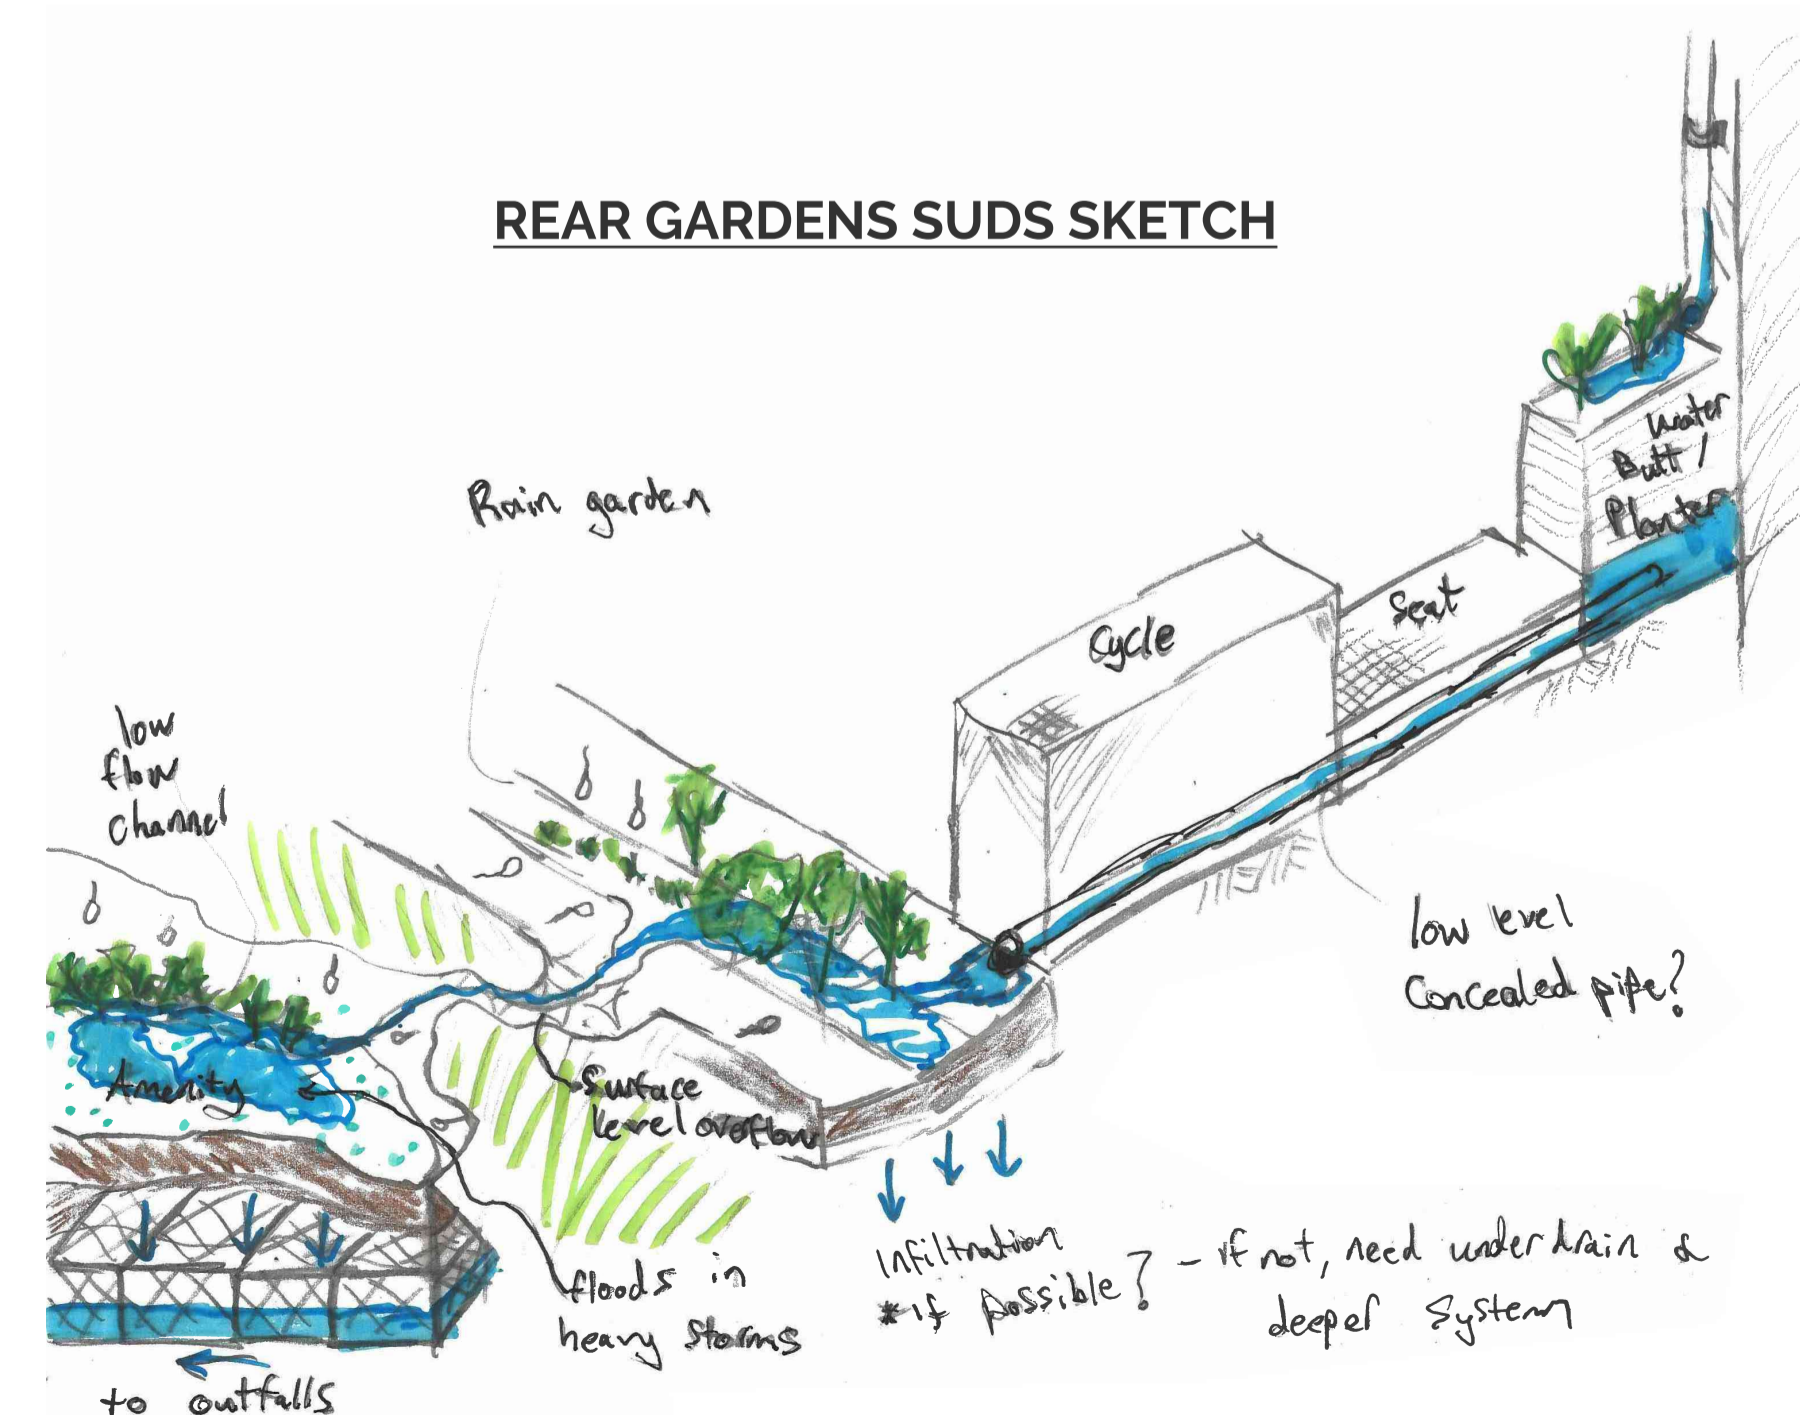 REAR GARDENS SUDS SKETCH
Water
Butt /
Planter
Rain garden
Seat
Cycle
low
flow
channel
low level
Concealed pipe?
Amenity
Surface
level overflow
Infiltration
*if possible? - if not, need underdrain &
deeper system
floods in
heavy storms
to outfalls